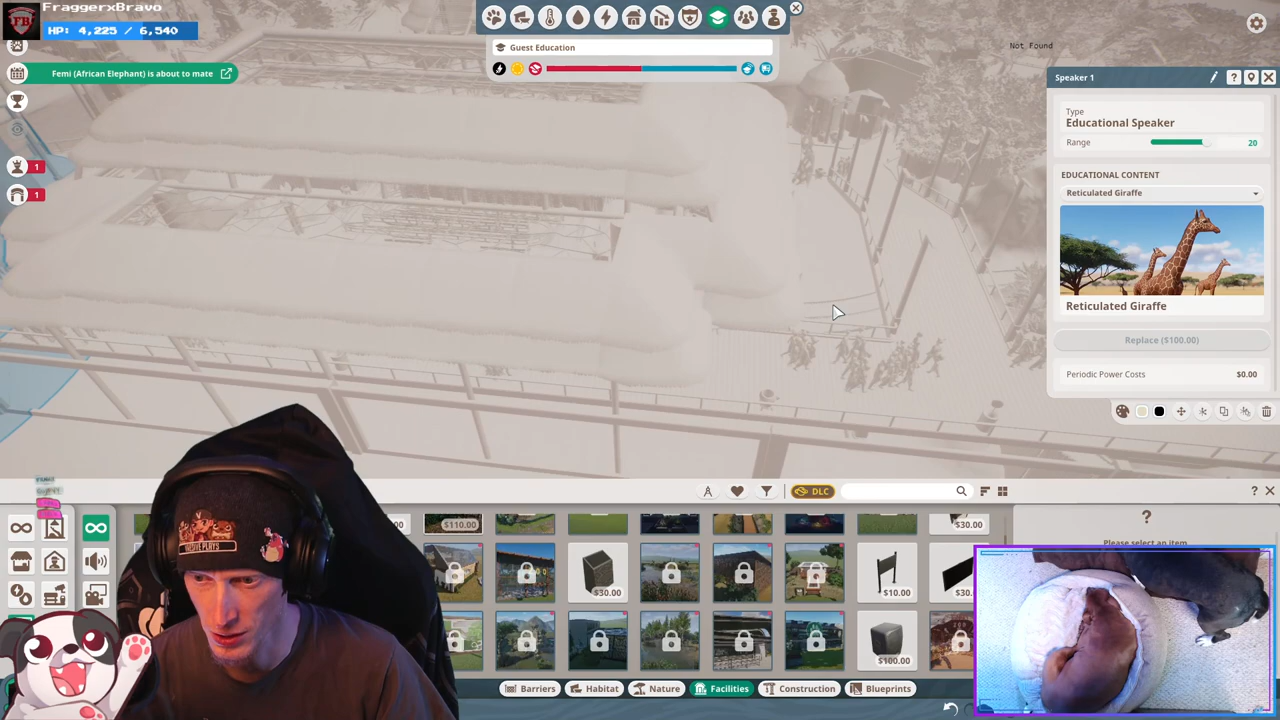 FraggerxBravo
HP: 4,225 / 6,540
Femi (African Elephant) is about to mate
1
1
Guest Education
Not Found
Speaker 1
?
Type
Educational Speaker
Range
20
EDUCATIONAL CONTENT
Reticulated Giraffe
Reticulated Giraffe
Replace ($100.00)
Periodic Power Costs
$0.00
DLC
?
$110.00
$30.00
?
Please select an item
$30.00
$10.00
$30.
$100.00
Barriers
Habitat
Nature
Facilities
Construction
Blueprints